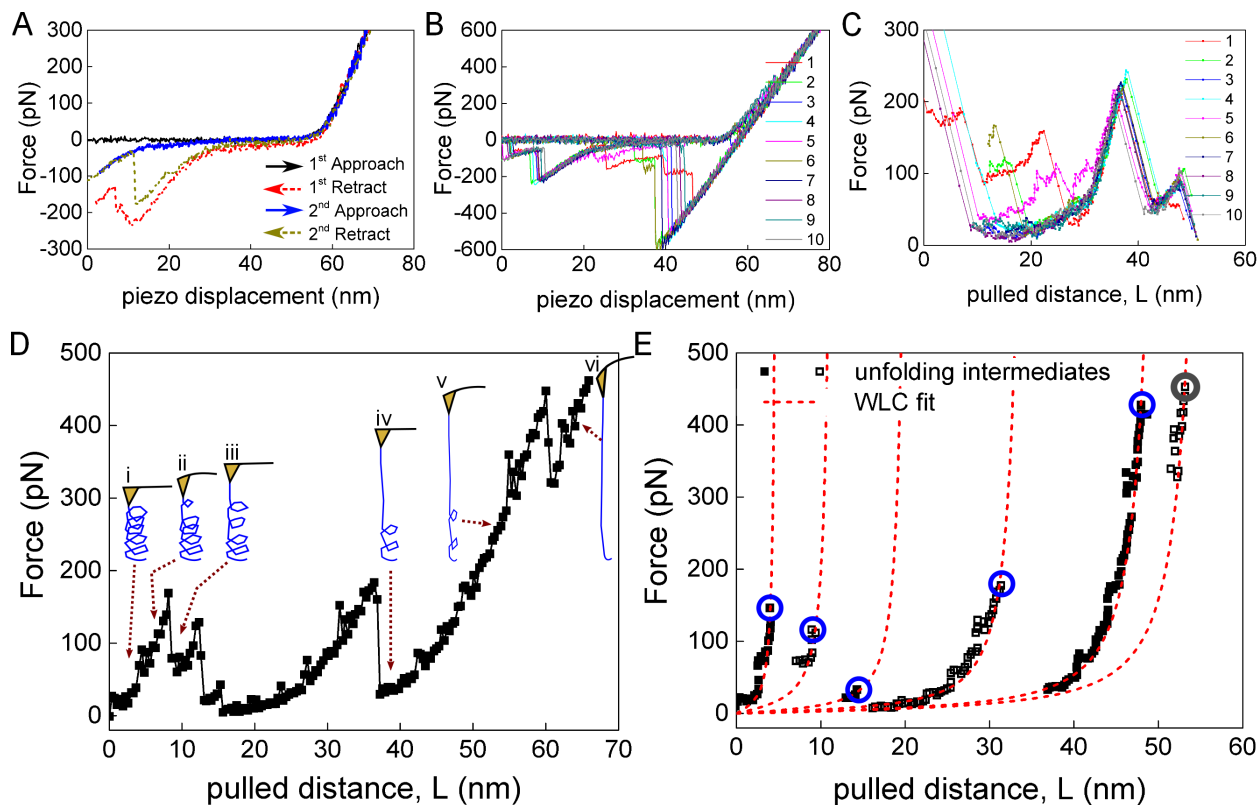 A
300
200
100
0
-100
-200
-300
Force (pN)
0 20 40 60 80
piezo displacement (nm)
1st Approach
1st Retract
2nd Approach
2nd Retract
B
600
400
200
0
-200
-400
-600
Force (pN)
0 20 40 60 80
piezo displacement (nm)
1
2
3
4
5
6
7
8
9
10
C
300
200
100
0
Force (pN)
0 20 40 60
pulled distance, L (nm)
1
2
3
4
5
6
7
8
9
10
D
500
400
300
200
100
0
Force (pN)
0 10 20 30 40 50 60 70
pulled distance, L (nm)
i
ii
iii
iv
v
vi
E
500
400
300
200
100
0
Force (pN)
0 10 20 30 40 50 60
pulled distance, L (nm)
unfolding intermediates
WLC fit